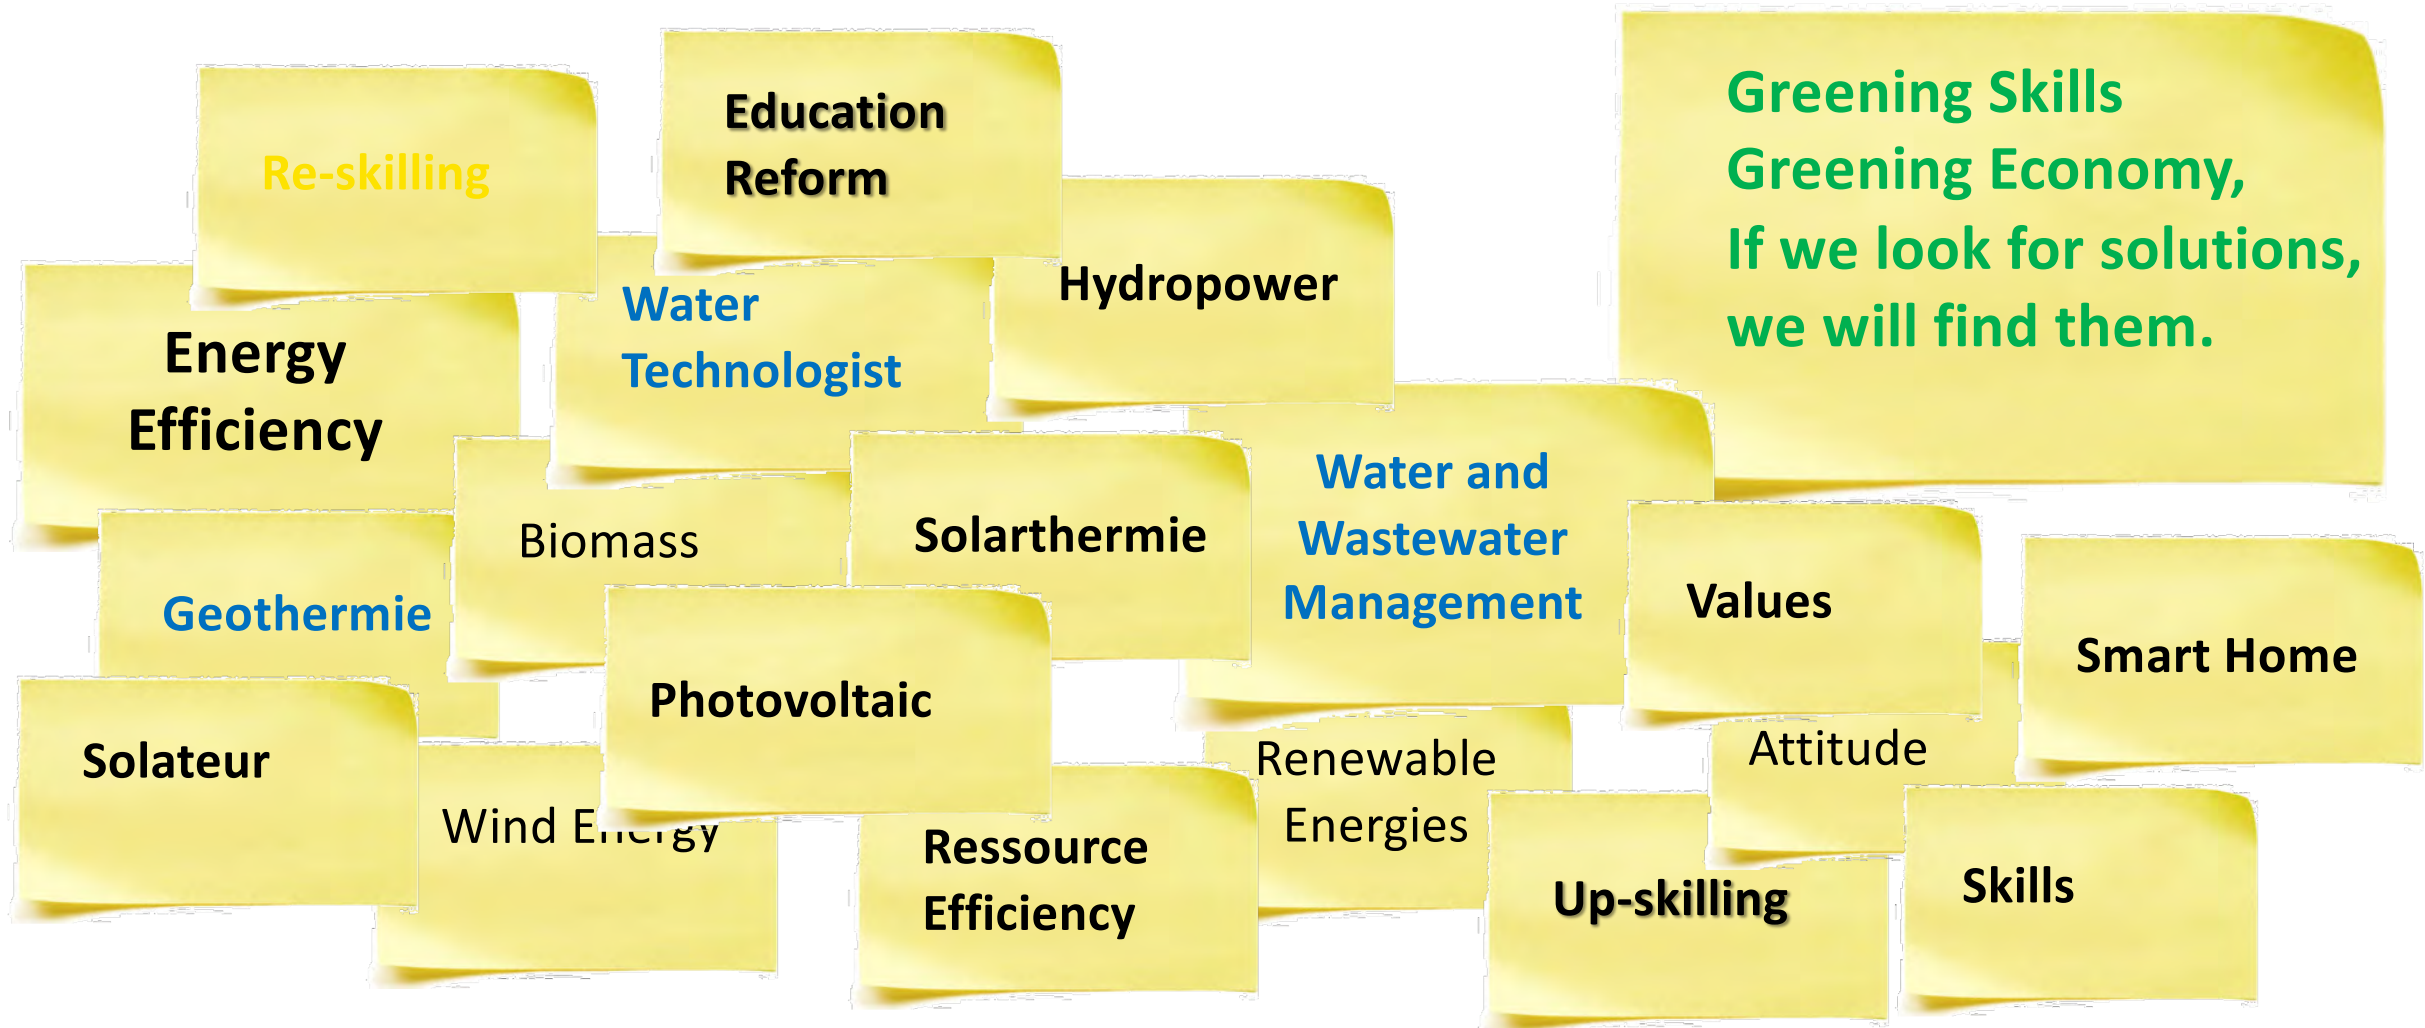 Re-skilling
Education
Reform
Greening Skills
Greening Economy,
If we look for solutions,
we will find them.
Hydropower
Water
Technologist
Energy
Efficiency
Biomass
Solarthermie
Water and
Wastewater
Management
Values
Smart Home
Geothermie
Photovoltaic
Solateur
Wind Energy
Ressource
Efficiency
Renewable
Energies
Attitude
Up-skilling
Skills